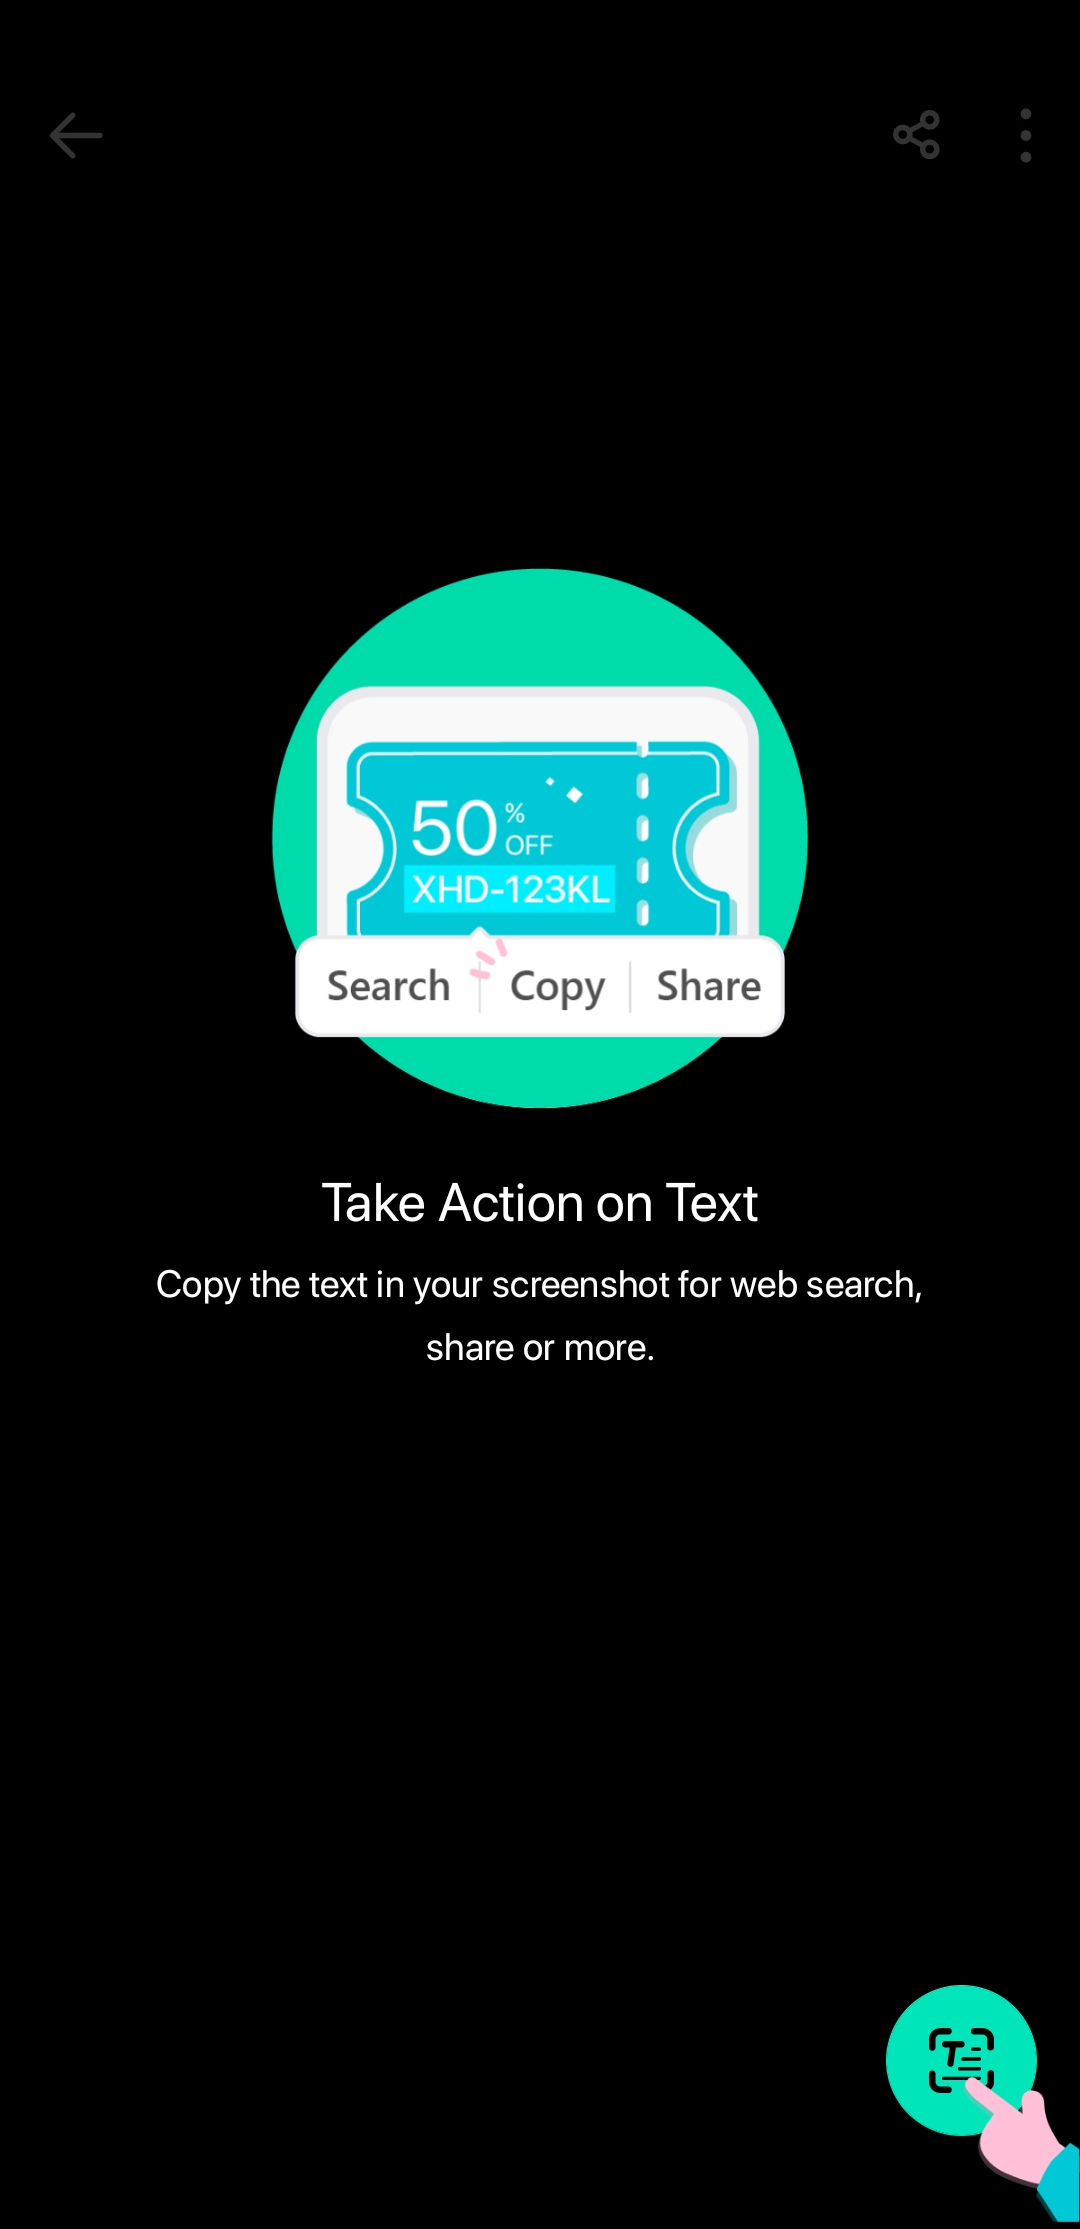 50 % OFF
XHD-123KL
Search Copy Share
Take Action on Text
Copy the text in your screenshot for web search,
share or more.
T